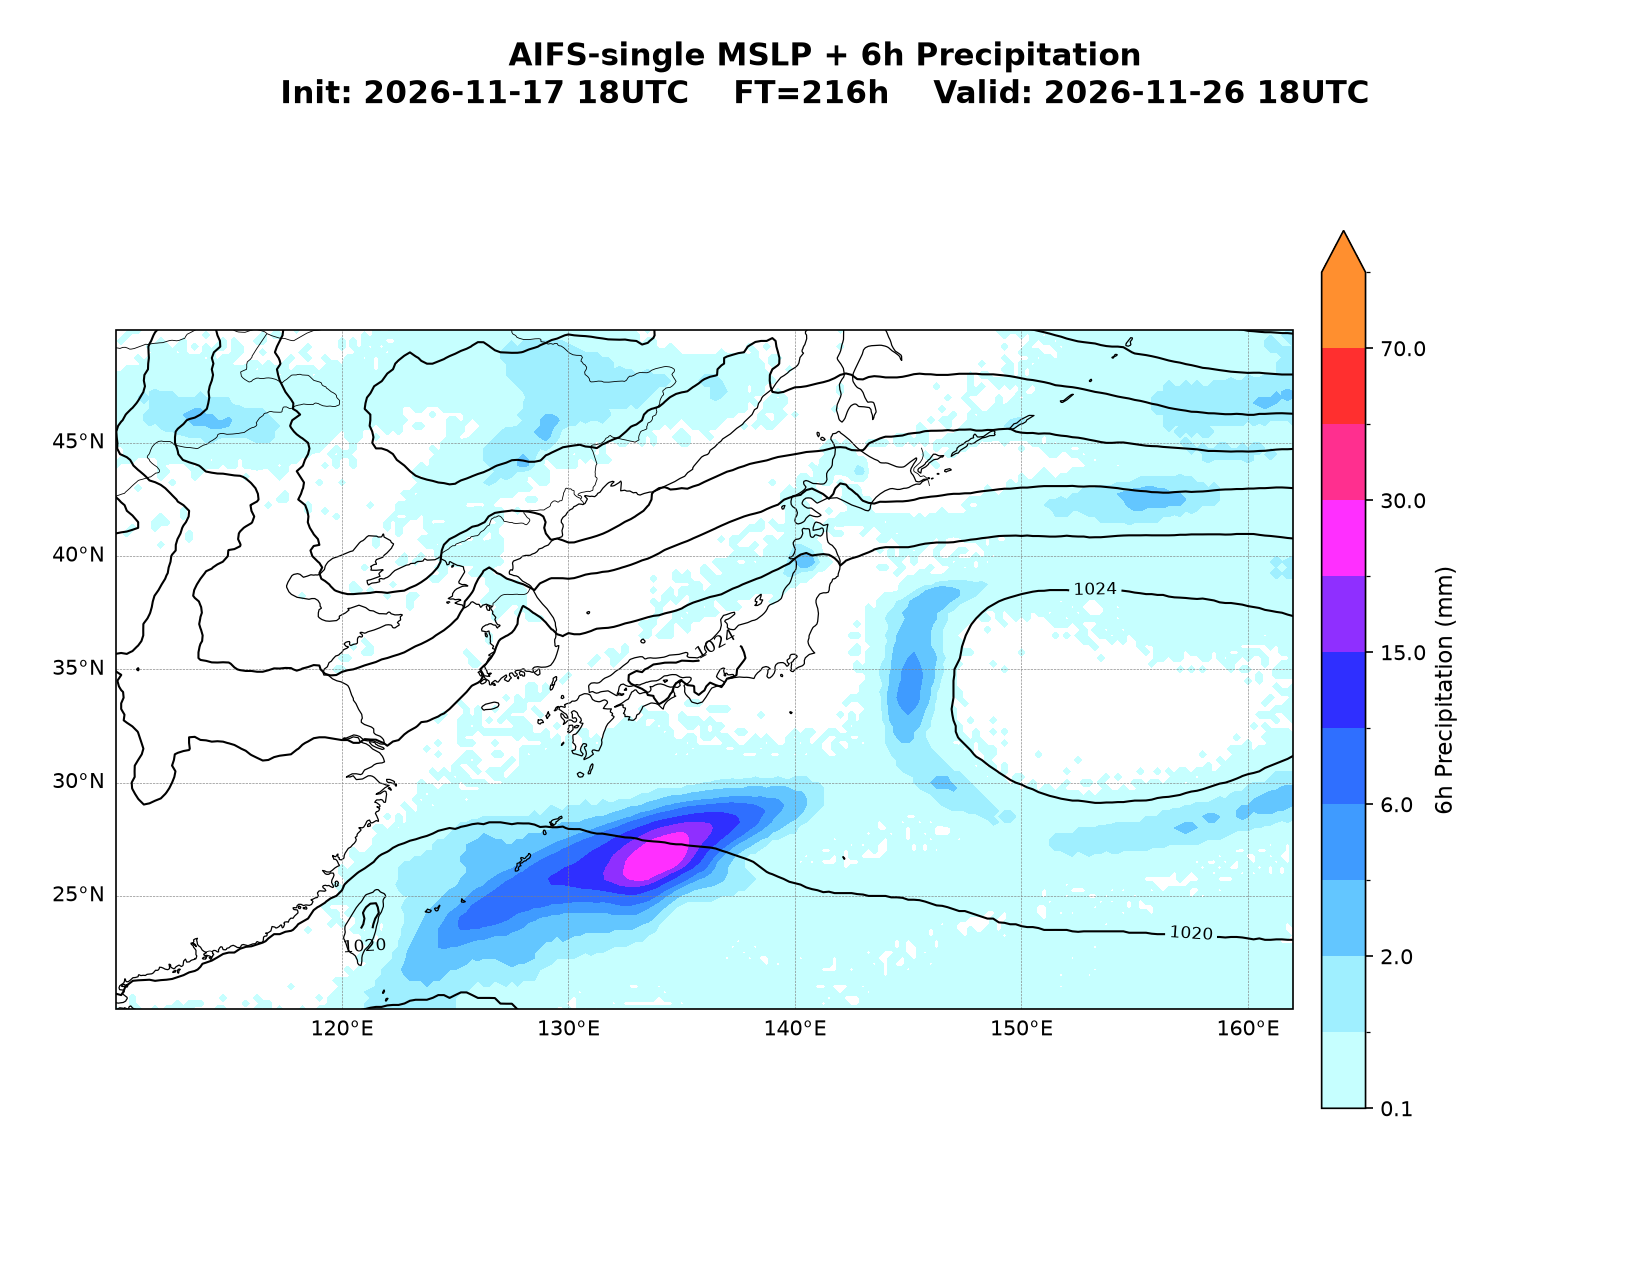 AIFS-single MSLP + 6h Precipitation
Init: 2026-11-17 18UTC    FT=216h    Valid: 2026-11-26 18UTC
70.0
30.0
15.0
6.0
2.0
0.1
6h Precipitation (mm)
45°N
40°N
35°N
30°N
25°N
1024
1024
1020
1020
120°E
130°E
140°E
150°E
160°E